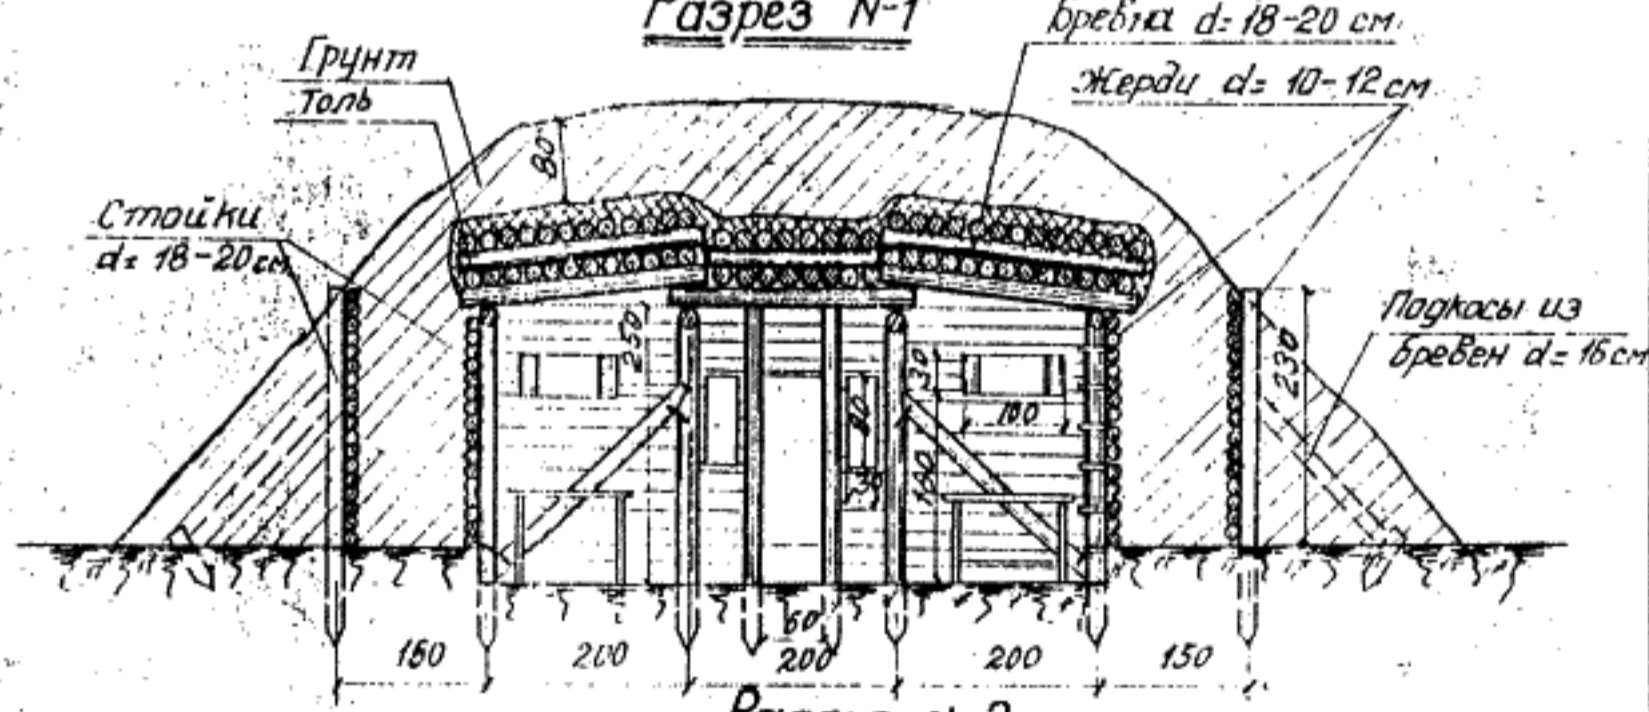 Разрез N-1
Бревна d=18-20 см.
Жерди d=10-12 см
Грунт
Толь
80
Стойки
d=18-20 см
Подкосы из
бревен d=16 см
250
230
30
100
80
180
60
150
200
200
200
150